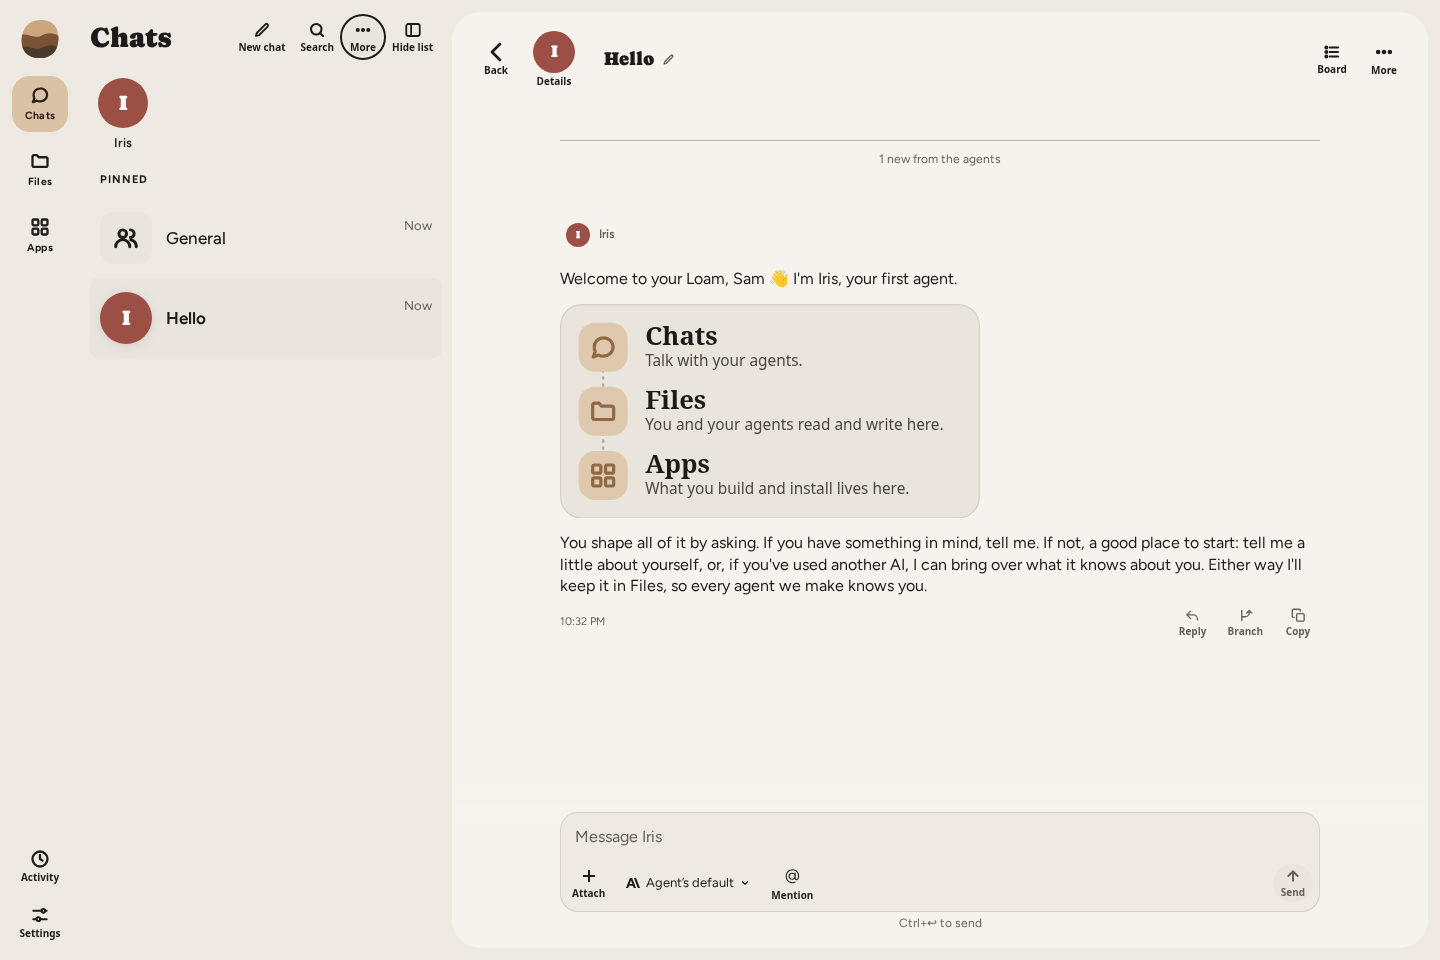 Chats
New chat
Search
More
Hide list
Chats
Files
Apps
Activity
Settings
I
Iris
PINNED
General
Now
I
Hello
Now
Back
I
Details
Hello
Board
More
1 new from the agents
I
Iris
Welcome to your Loam, Sam 👋 I'm Iris, your first agent.
Chats
Talk with your agents.
Files
You and your agents read and write here.
Apps
What you build and install lives here.
You shape all of it by asking. If you have something in mind, tell me. If not, a good place to start: tell me a
little about yourself, or, if you've used another AI, I can bring over what it knows about you. Either way I'll
keep it in Files, so every agent we make knows you.
10:32 PM
Reply
Branch
Copy
Message Iris
Attach
Agent's default
@
Mention
Send
Ctrl+↩ to send